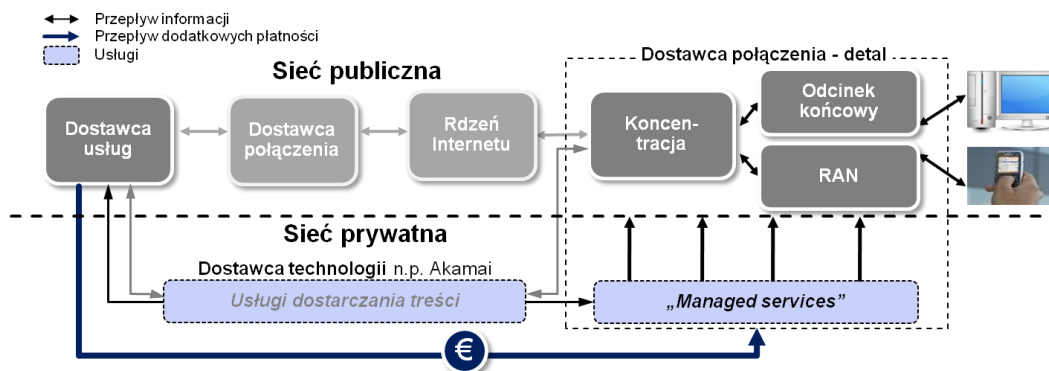 Przepływ informacji
Przepływ dodatkowych płatności
Usługi
Dostawca połączenia - detal
Sieć publiczna
Dostawca
usług
Dostawca
połączenia
Rdzeń
Internetu
Koncen-
tracja
Odcinek
końcowy
RAN
Sieć prywatna
Dostawca technologii n.p. Akamai
Usługi dostarczania treści
„Managed services”
€